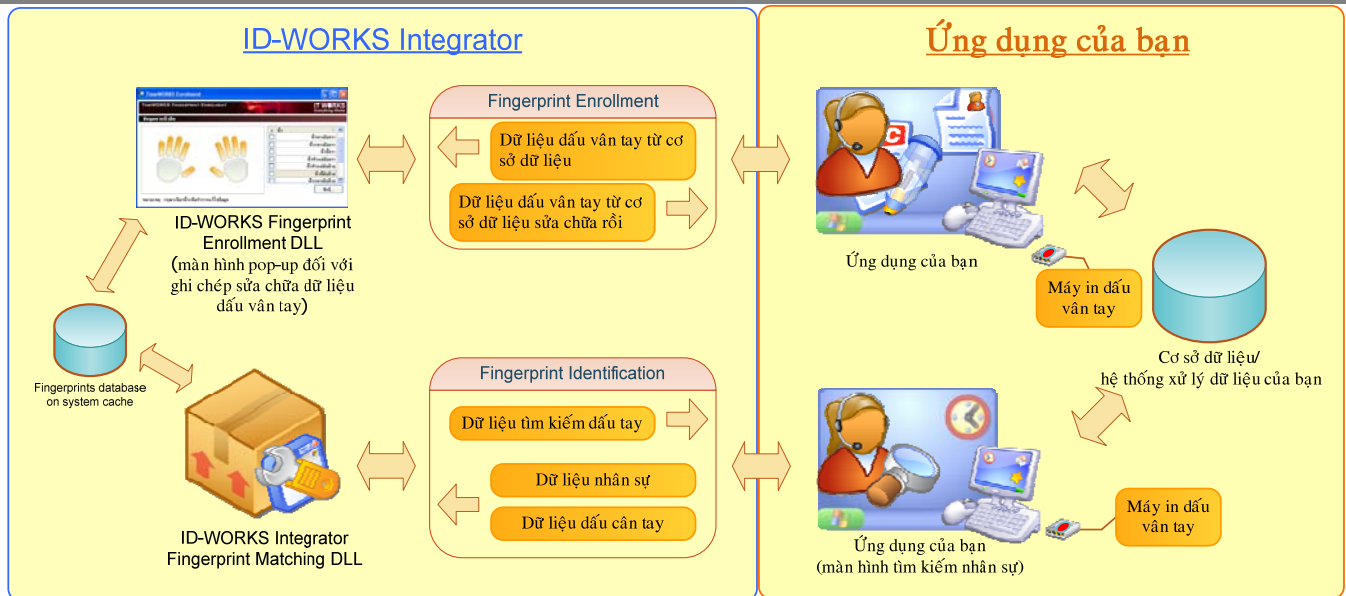 ID-WORKS Integrator
IT WORKS
ID-WORKS Fingerprint
Enrollment DLL
(màn hình pop-up đối với
ghi chép sửa chữa dữ liệu
dấu vân tay)
Fingerprints database
on system cache
ID-WORKS Integrator
Fingerprint Matching DLL
Fingerprint Enrollment
Dữ liệu dấu vân tay từ cơ
sở dữ liệu
Dữ liệu dấu vân tay từ cơ
sở dữ liệu sửa chữa rồi
Fingerprint Identification
Dữ liệu tìm kiếm dấu tay
Dữ liệu nhân sự
Dữ liệu dấu cân tay
Ứng dụng của bạn
Ứng dụng của bạn
Máy in dấu
vân tay
Cơ sở dữ liệu/
hệ thống xử lý dữ liệu của bạn
Máy in dấu
vân tay
Ứng dụng của bạn
(màn hình tìm kiếm nhân sự)